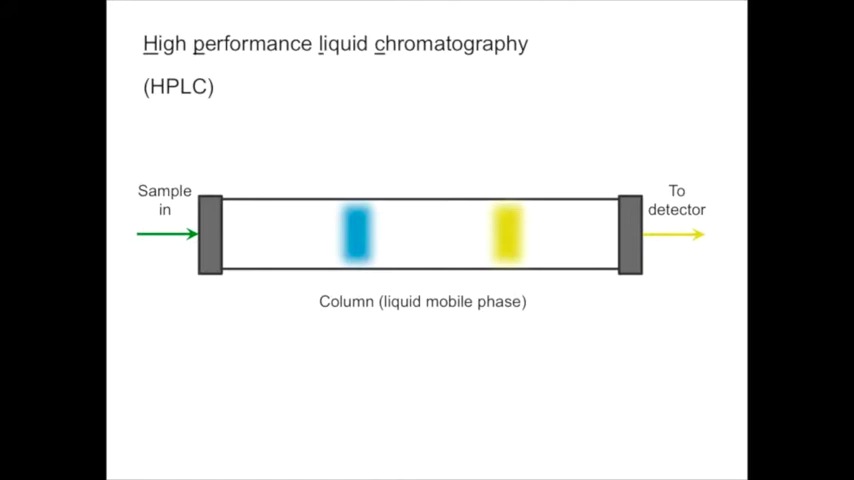 High performance liquid chromatography
(HPLC)
Sample
in
To
detector
Column (liquid mobile phase)